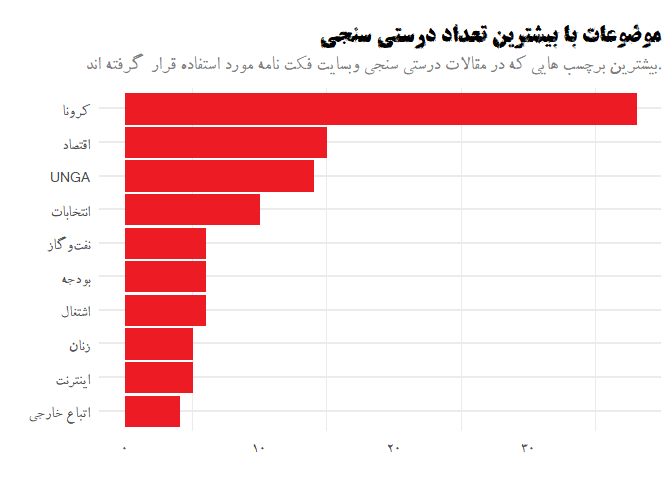 موضوعات با بیشترین تعداد درستی سنجی
.بیشترین برچسب هایی که در مقالات درستی سنجی وبسایت فکت نامه مورد استفاده قرار گرفته اند
کرونا
اقتصاد
UNGA
انتخابات
نفت‌و‌گاز
بودجه
اشتغال
زنان
اینترنت
اتباع خارجی
۰ ۱۰ ۲۰ ۳۰